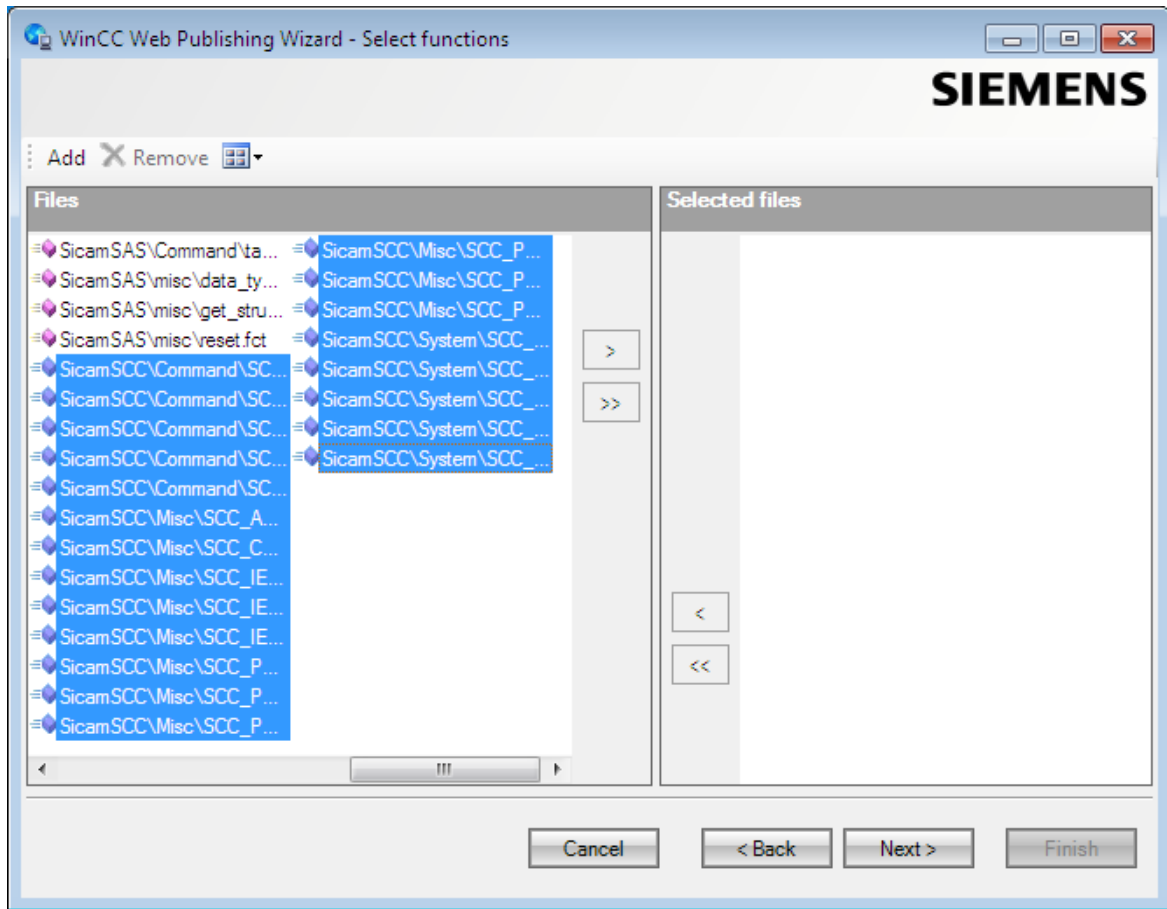 WinCC Web Publishing Wizard - Select functions
SIEMENS
Add Remove
Files
Selected files
SicamSAS\Command\ta...
SicamSAS\misc\data_ty...
SicamSAS\misc\get_stru...
SicamSAS\misc\reset.fct
SicamSCC\Command\SC...
SicamSCC\Command\SC...
SicamSCC\Command\SC...
SicamSCC\Command\SC...
SicamSCC\Command\SC...
SicamSCC\Misc\SCC_A...
SicamSCC\Misc\SCC_C...
SicamSCC\Misc\SCC_IE...
SicamSCC\Misc\SCC_IE...
SicamSCC\Misc\SCC_IE...
SicamSCC\Misc\SCC_P...
SicamSCC\Misc\SCC_P...
SicamSCC\Misc\SCC_P...
SicamSCC\Misc\SCC_P...
SicamSCC\Misc\SCC_P...
SicamSCC\Misc\SCC_P...
SicamSCC\System\SCC_...
SicamSCC\System\SCC_...
SicamSCC\System\SCC_...
SicamSCC\System\SCC_...
SicamSCC\System\SCC_...
>
>>
<
<<
Cancel
< Back
Next >
Finish